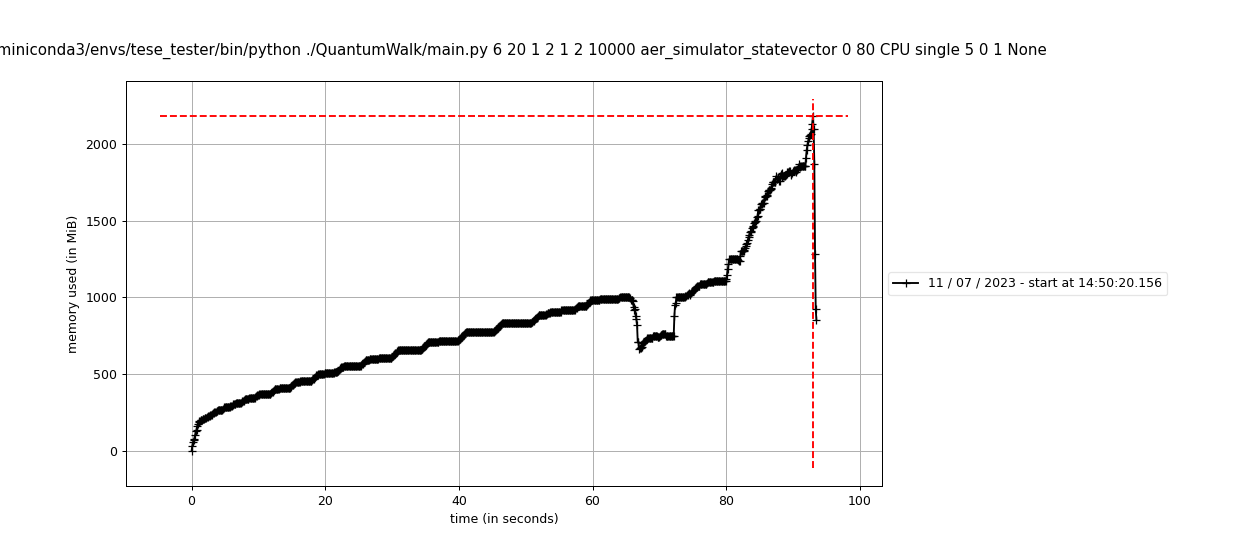 miniconda3/envs/tese_tester/bin/python ./QuantumWalk/main.py 6 20 1 2 1 2 10000 aer_simulator_statevector 0 80 CPU single 5 0 1 None
2000
1500
1000
500
0
memory used (in MiB)
0 20 40 60 80 100
time (in seconds)
11 / 07 / 2023 - start at 14:50:20.156